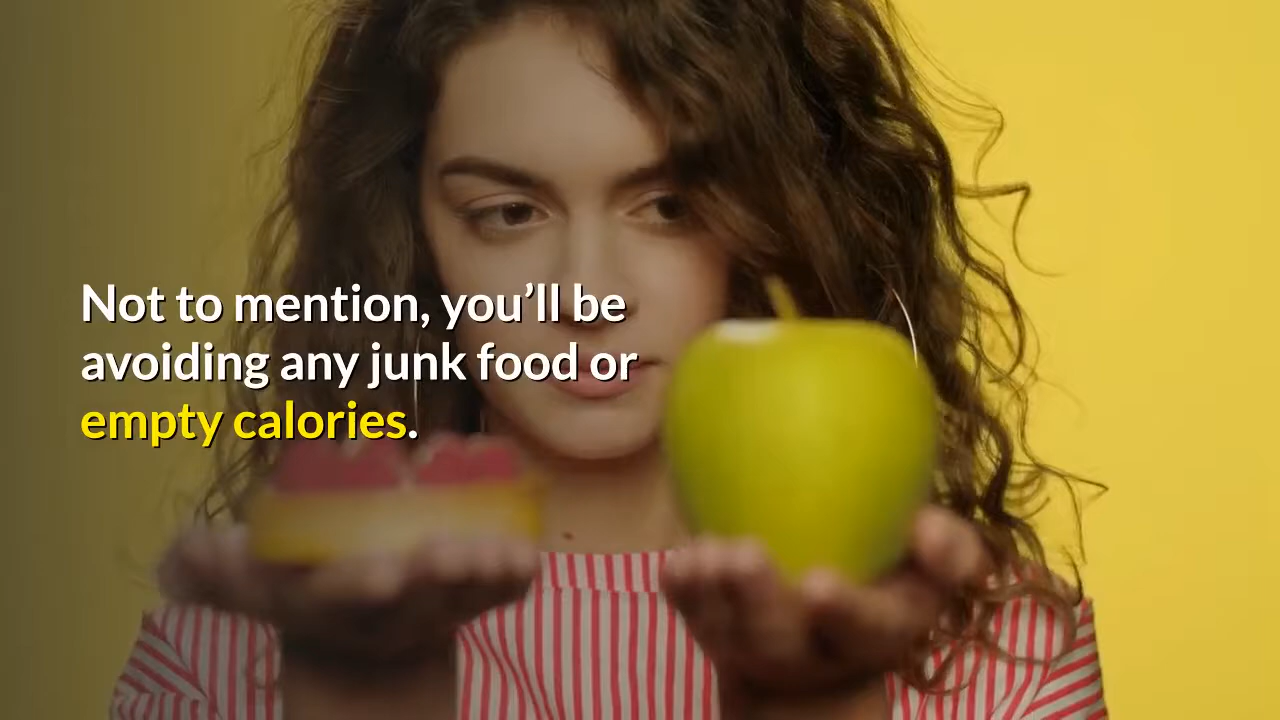 Not to mention, you’ll be
avoiding any junk food or
empty calories.